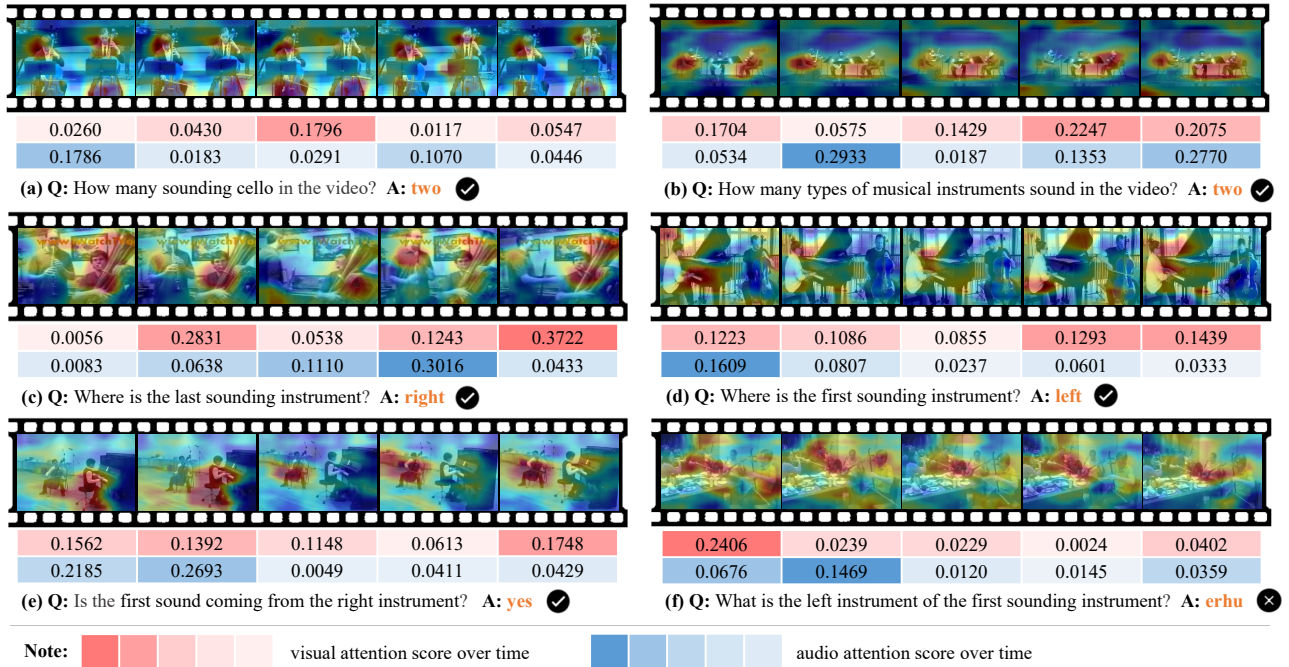 0.0260 0.0430 0.1796 0.0117 0.0547
0.1786 0.0183 0.0291 0.1070 0.0446
(a) Q: How many sounding cello in the video? A: two
0.1704 0.0575 0.1429 0.2247 0.2075
0.0534 0.2933 0.0187 0.1353 0.2770
(b) Q: How many types of musical instruments sound in the video? A: two
0.0056 0.2831 0.0538 0.1243 0.3722
0.0083 0.0638 0.1110 0.3016 0.0433
(c) Q: Where is the last sounding instrument? A: right
0.1223 0.1086 0.0855 0.1293 0.1439
0.1609 0.0807 0.0237 0.0601 0.0333
(d) Q: Where is the first sounding instrument? A: left
0.1562 0.1392 0.1148 0.0613 0.1748
0.2185 0.2693 0.0049 0.0411 0.0429
(e) Q: Is the first sound coming from the right instrument? A: yes
0.2406 0.0239 0.0229 0.0024 0.0402
0.0676 0.1469 0.0120 0.0145 0.0359
(f) Q: What is the left instrument of the first sounding instrument? A: erhu
Note: visual attention score over time audio attention score over time